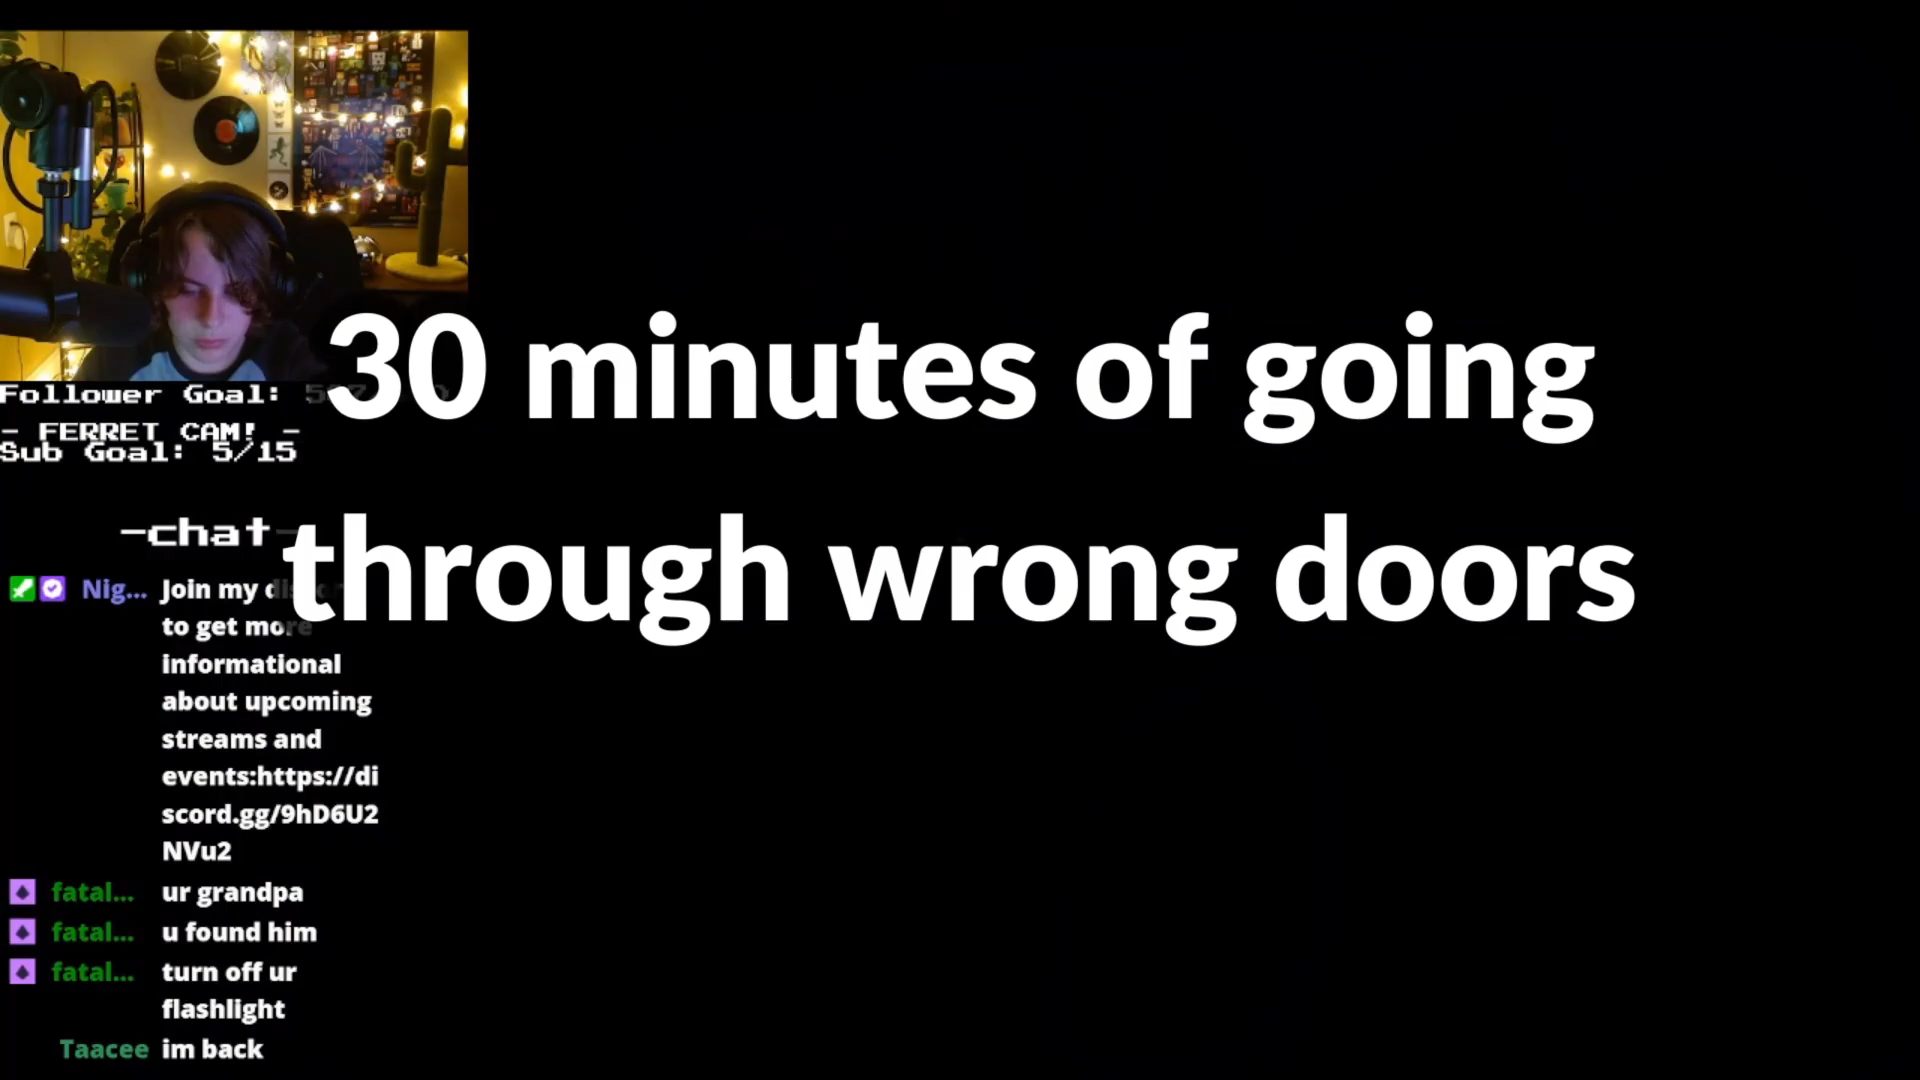 30 minutes of going
through wrong doors
Follower Goal:
- FERRET CAM! -
Sub Goal: 5/15
-chat-
Nig... Join my
to get more
informational
about upcoming
streams and
events:https://di
scord.gg/9hD6U2
NVu2
fatal... ur grandpa
fatal... u found him
fatal... turn off ur
flashlight
Taacee im back